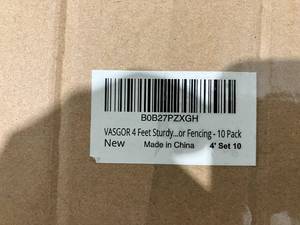 B0B27PZXGH
VASGOR 4 Feet Sturdy...or Fencing - 10 Pack
New Made in China 4' Set 10